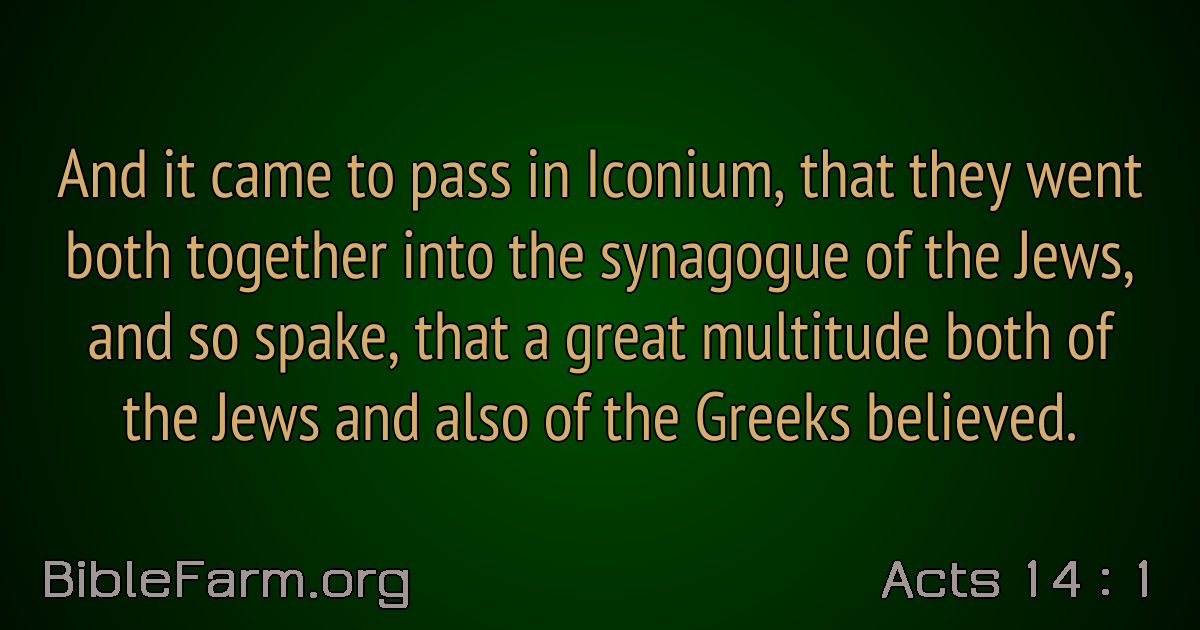 And it came to pass in Iconium, that they went
both together into the synagogue of the Jews,
and so spake, that a great multitude both of
the Jews and also of the Greeks believed.
BibleFarm.org
Acts 14 : 1